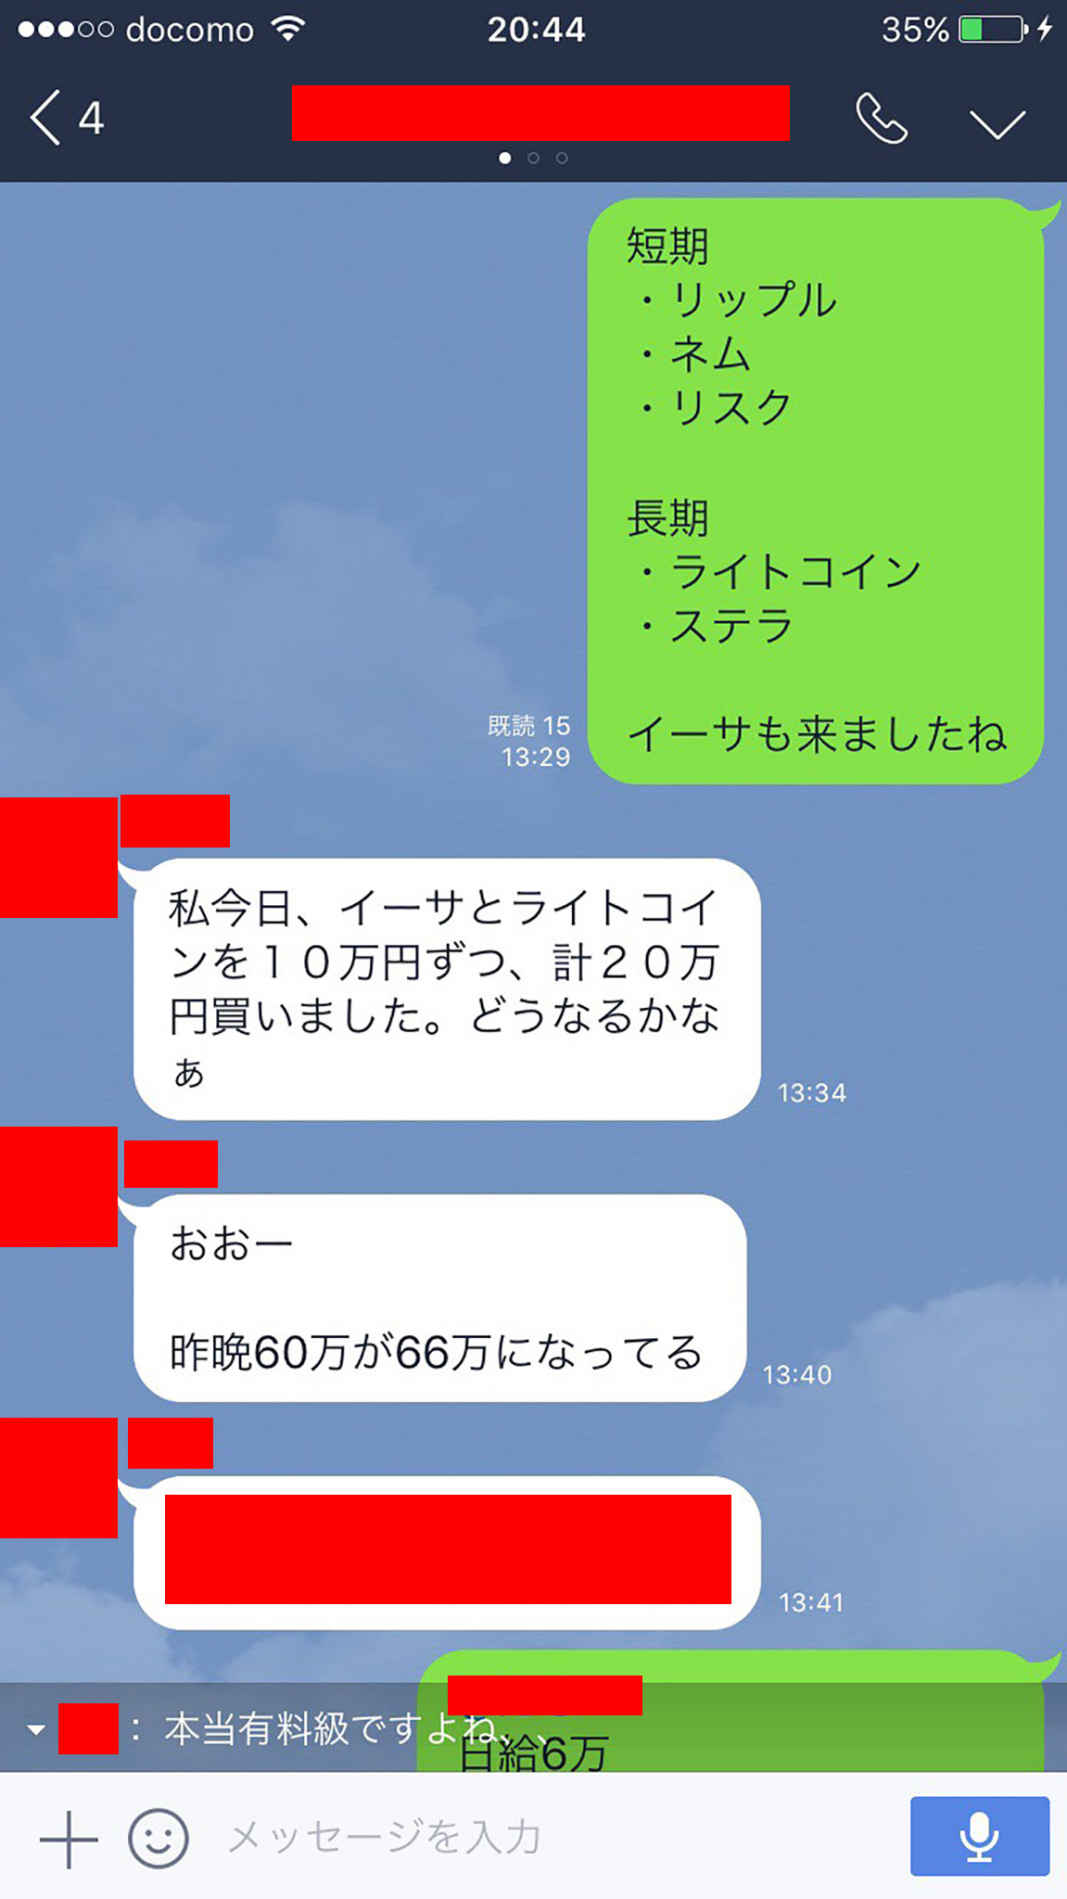 docomo 20:44 35%
4
短期
・リップル
・ネム
・リスク
長期
・ライトコイン
・ステラ
イーサも来ましたね
既読 15
13:29
私今日、イーサとライトコイ
ンを１０万円ずつ、計２０万
円買いました。どうなるかな
ぁ
13:34
おおー
昨晩60万が66万になってる
13:40
13:41
：本当有料級ですよね、、
日給6万
メッセージを入力